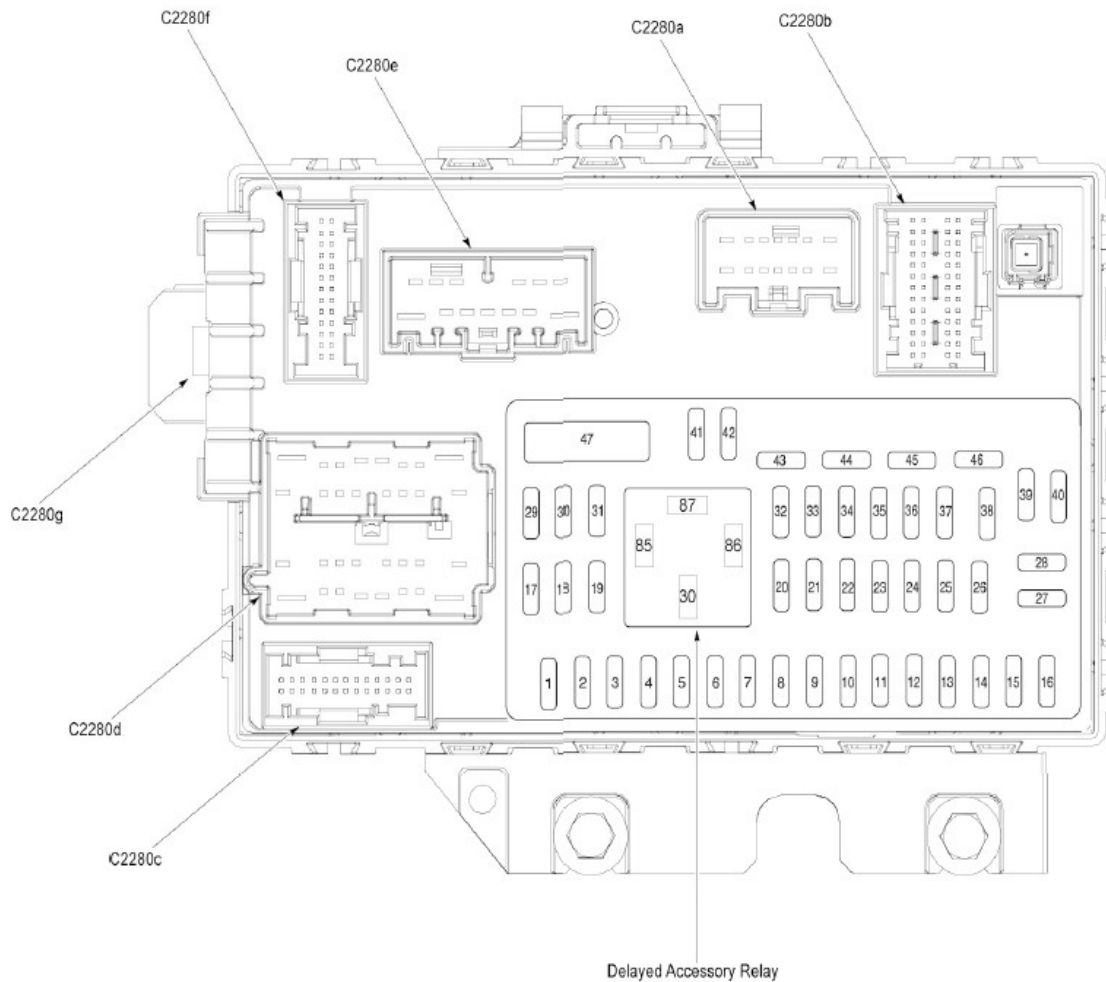 C2280f
C2280a
C2280b
C2280e
47
41 42
43 44 45 46
29 30 31
87
32 33 34 35 36 37 38
39 40
85 86
28
17 18 19
30
20 21 22 23 24 25 26
27
1 2 3 4 5 6 7 8 9 10 11 12 13 14 15 16
C2280g
C2280d
C2280c
Delayed Accessory Relay